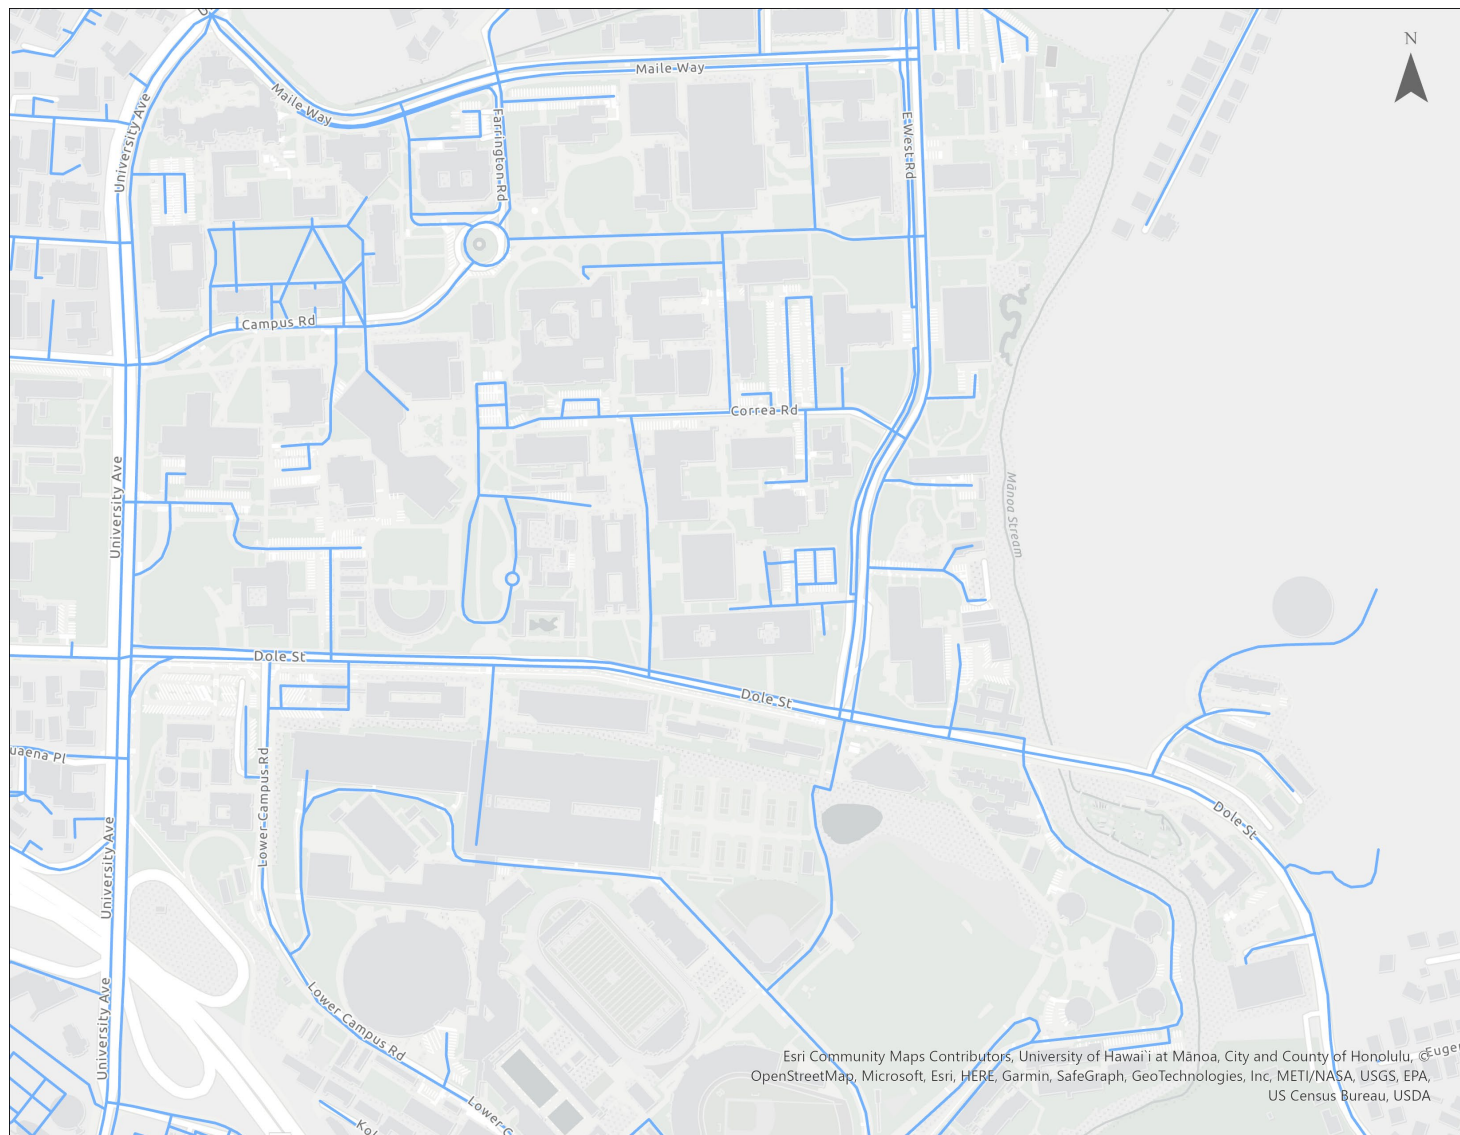 N
Maile Way
Maile Way
University Ave
Farrington Rd
E West Rd
Campus Rd
Correa Rd
University Ave
Mānoa Stream
Dole St
Dole St
uaena Pl
Lower Campus Rd
Dole St
University Ave
University Ave
Lower Campus Rd
Lower C
Kol
Euger
Esri Community Maps Contributors, University of Hawai`i at Mānoa, City and County of Honolulu, ©
OpenStreetMap, Microsoft, Esri, HERE, Garmin, SafeGraph, GeoTechnologies, Inc, METI/NASA, USGS, EPA,
US Census Bureau, USDA